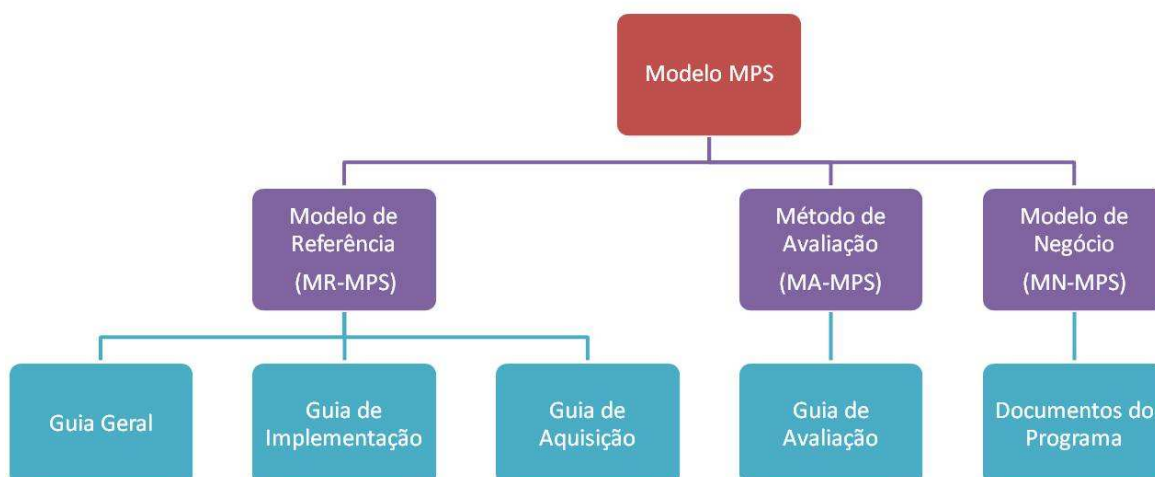 Modelo MPS
Modelo de
Referência
(MR-MPS)
Método de
Avaliação
(MA-MPS)
Modelo de
Negócio
(MN-MPS)
Guia Geral
Guia de
Implementação
Guia de
Aquisição
Guia de
Avaliação
Documentos do
Programa